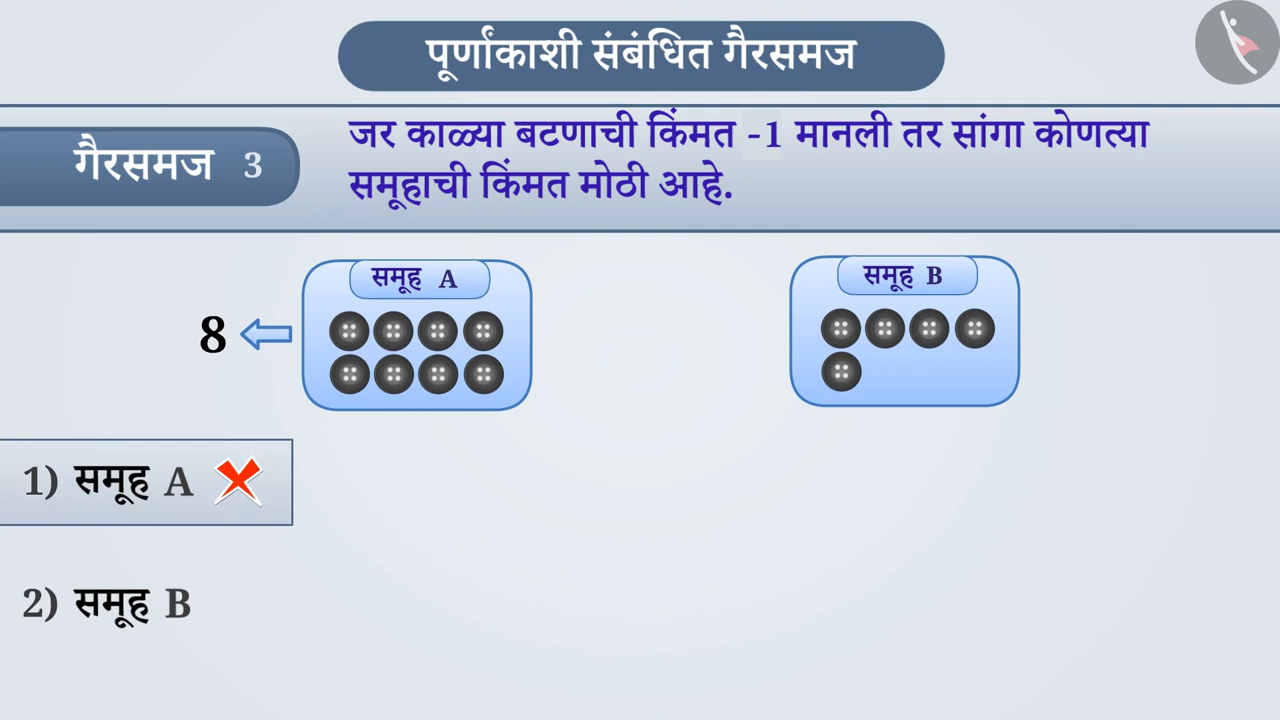 पूर्णांकाशी संबंधित गैरसमज
गैरसमज 3
जर काळ्या बटणाची किंमत -1 मानली तर सांगा कोणत्या
समूहाची किंमत मोठी आहे.
समूह A
समूह B
8
1) समूह A
2) समूह B